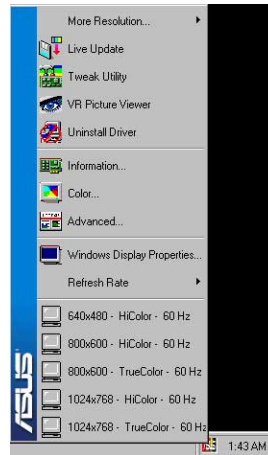 More Resolution...
Live Update
Tweak Utility
VR Picture Viewer
Uninstall Driver
Information...
Color...
Advanced...
Windows Display Properties...
Refresh Rate
640x480 - HiColor - 60 Hz
800x600 - HiColor - 60 Hz
800x600 - TrueColor - 60 Hz
1024x768 - HiColor - 60 Hz
1024x768 - TrueColor - 60 Hz
ASUS
1:43 AM